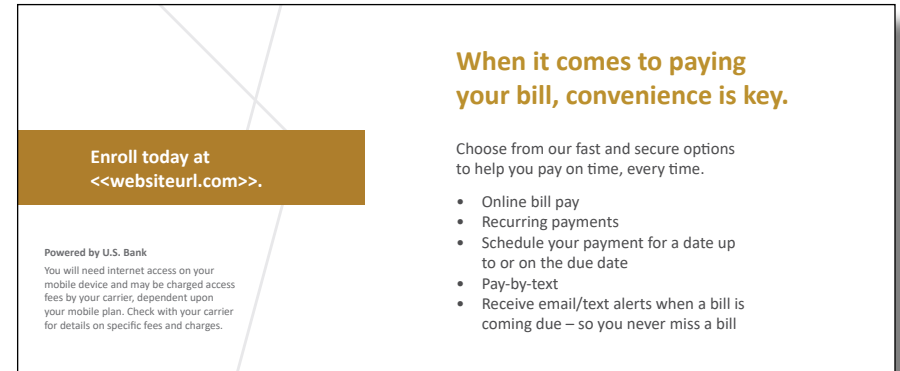 Enroll today at
<<websiteurl.com>>.
Powered by U.S. Bank
You will need internet access on your
mobile device and may be charged access
fees by your carrier, dependent upon
your mobile plan. Check with your carrier
for details on specific fees and charges.
When it comes to paying
your bill, convenience is key.
Choose from our fast and secure options
to help you pay on time, every time.
• Online bill pay
• Recurring payments
• Schedule your payment for a date up
to or on the due date
• Pay-by-text
• Receive email/text alerts when a bill is
coming due – so you never miss a bill